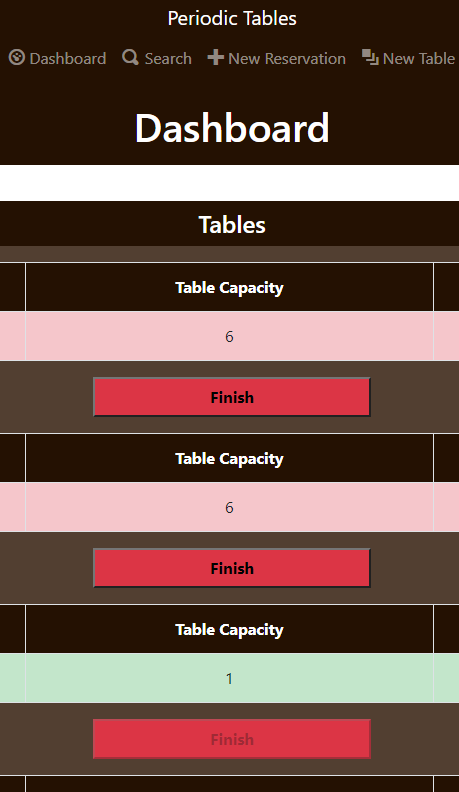 Periodic Tables
Dashboard Search New Reservation New Table
Dashboard
Tables
Table Capacity
6
Finish
Table Capacity
6
Finish
Table Capacity
1
Finish